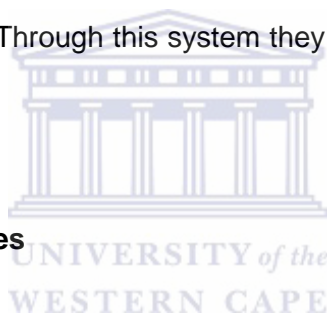 Through this system they
es
UNIVERSITY of the
WESTERN CAPE